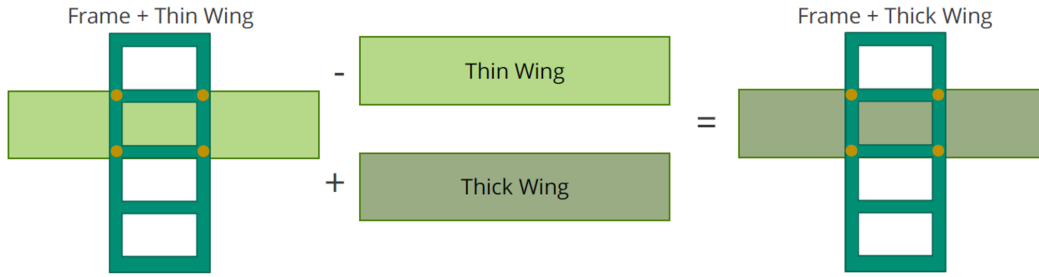 Frame + Thin Wing
-
Thin Wing
+
Thick Wing
=
Frame + Thick Wing